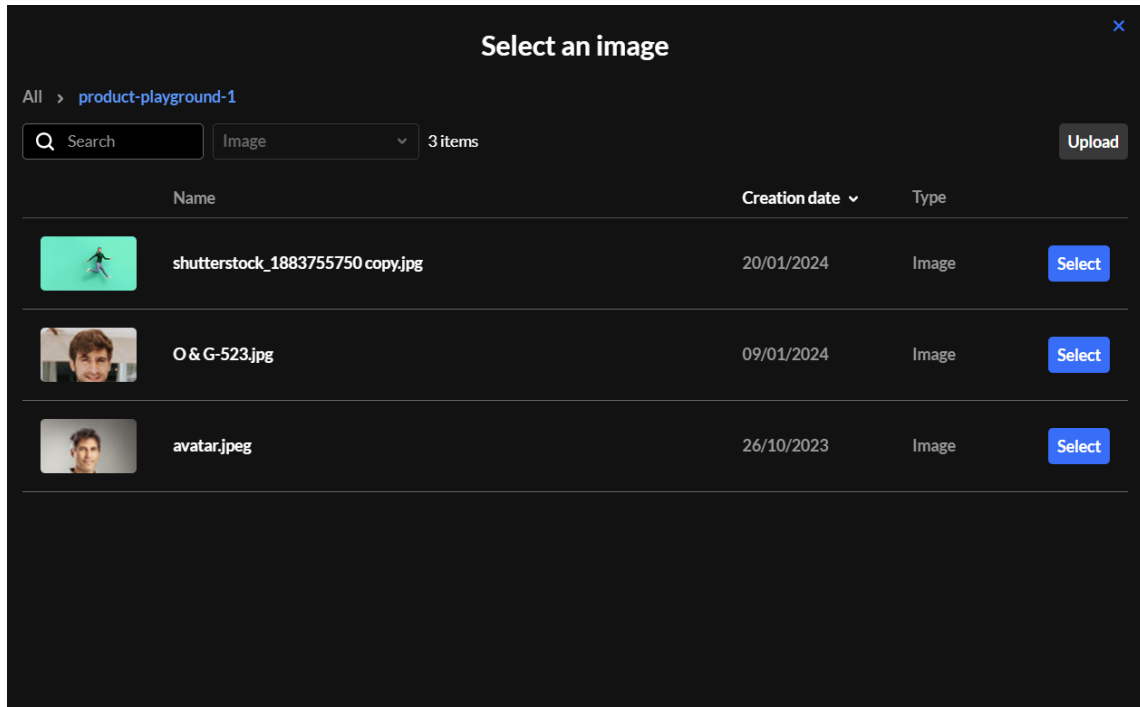 Select an image
All > product-playground-1
Search Image 3 items Upload
Name Creation date Type
shutterstock_1883755750 copy.jpg 20/01/2024 Image Select
O & G-523.jpg 09/01/2024 Image Select
avatar.jpeg 26/10/2023 Image Select